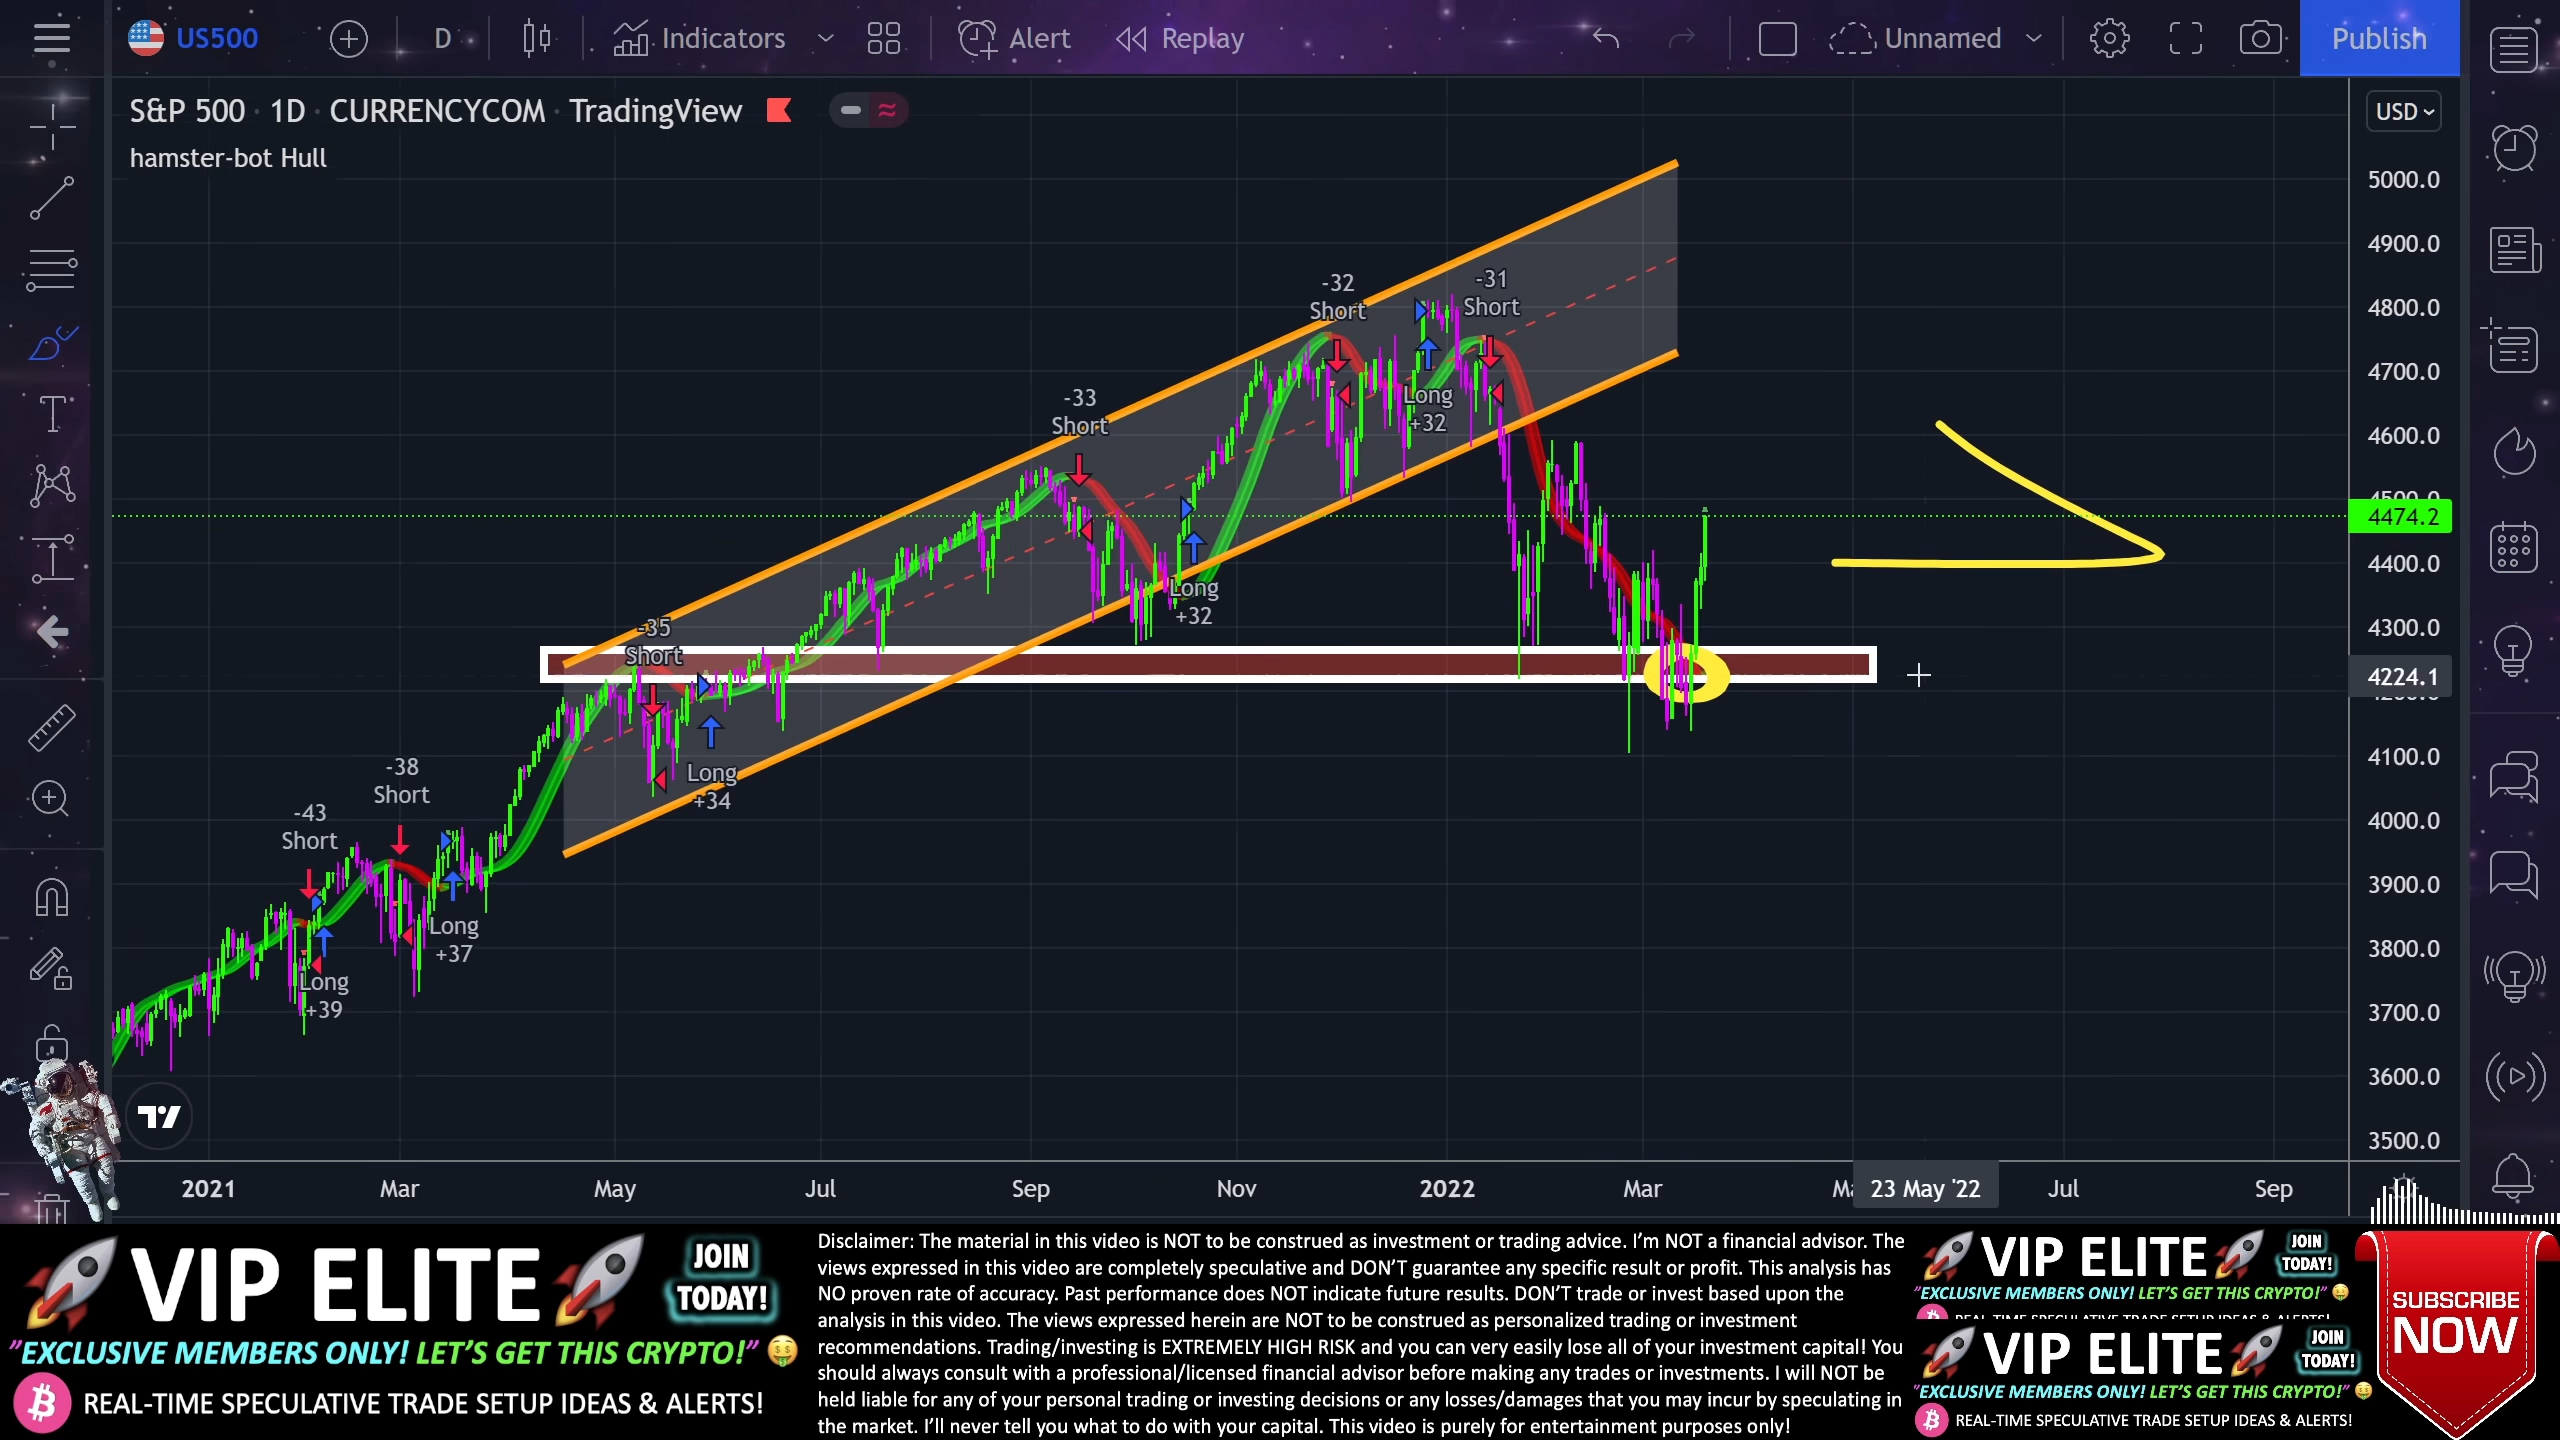 US500
D
Indicators
Alert
Replay
Unnamed
Publish
S&P 500 · 1D · CURRENCYCOM · TradingView
hamster-bot Hull
USD
5000.0
4900.0
4800.0
4700.0
4600.0
4500.0
4474.2
4400.0
4300.0
4224.1
4100.0
4000.0
3900.0
3800.0
3700.0
3600.0
3500.0
-43
Short
Long
+39
-38
Short
Long
+37
-35
Short
Long
+34
-33
Short
Long
+32
-32
Short
Long
+32
-31
Short
2021 Mar May Jul Sep Nov 2022 Mar 23 May '22 Jul Sep
VIP ELITE
JOIN
TODAY!
"EXCLUSIVE MEMBERS ONLY! LET'S GET THIS CRYPTO!"
REAL-TIME SPECULATIVE TRADE SETUP IDEAS & ALERTS!
Disclaimer: The material in this video is NOT to be construed as investment or trading advice. I'm NOT a financial advisor. The
views expressed in this video are completely speculative and DON'T guarantee any specific result or profit. This analysis has
NO proven rate of accuracy. Past performance does NOT indicate future results. DON'T trade or invest based upon the
analysis in this video. The views expressed herein are NOT to be construed as personalized trading or investment
recommendations. Trading/investing is EXTREMELY HIGH RISK and you can very easily lose all of your investment capital! You
should always consult with a professional/licensed financial advisor before making any trades or investments. I will NOT be
held liable for any of your personal trading or investing decisions or any losses/damages that you may incur by speculating in
the market. I'll never tell you what to do with your capital. This video is purely for entertainment purposes only!
VIP ELITE
JOIN
TODAY!
"EXCLUSIVE MEMBERS ONLY! LET'S GET THIS CRYPTO!"
VIP ELITE
JOIN
TODAY!
"EXCLUSIVE MEMBERS ONLY! LET'S GET THIS CRYPTO!"
REAL-TIME SPECULATIVE TRADE SETUP IDEAS & ALERTS!
SUBSCRIBE
NOW